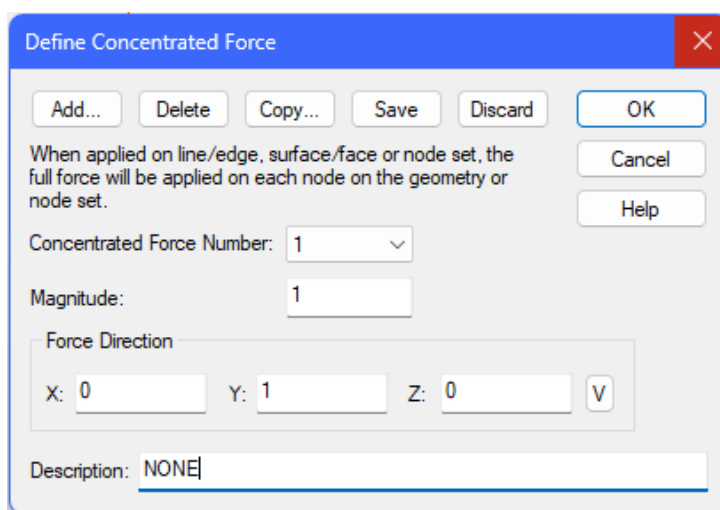 Define Concentrated Force
Add... Delete Copy... Save Discard OK
When applied on line/edge, surface/face or node set, the
full force will be applied on each node on the geometry or
node set.
Cancel
Help
Concentrated Force Number: 1
Magnitude: 1
Force Direction
X: 0 Y: 1 Z: 0 V
Description: NONE